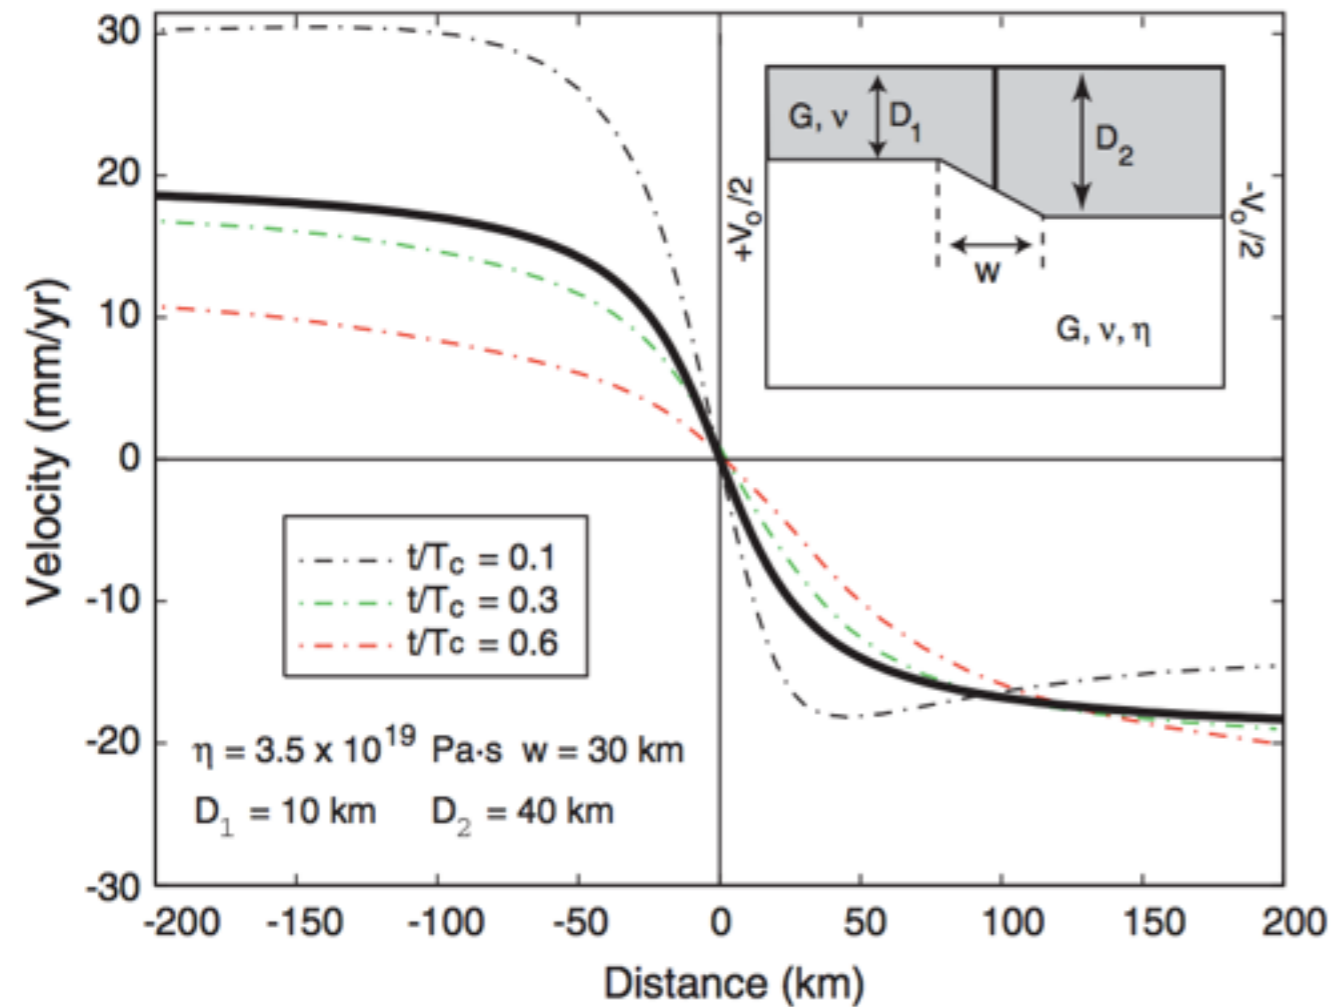 Velocity (mm/yr)
30
20
10
0
-10
-20
-30
G, ν
D₁
D₂
+V₀/2
-V₀/2
w
G, ν, η
t/Tc = 0.1
t/Tc = 0.3
t/Tc = 0.6
η = 3.5 x 10¹⁹ Pa·s w = 30 km
D₁ = 10 km D₂ = 40 km
-200 -150 -100 -50 0 50 100 150 200
Distance (km)